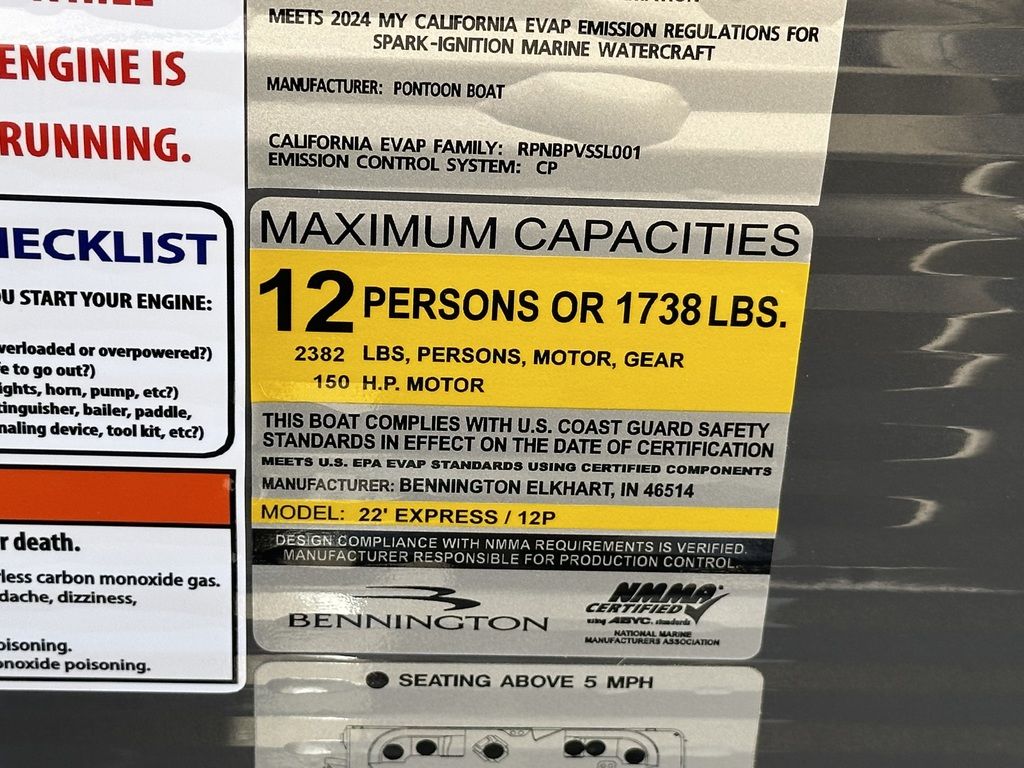 ENGINE IS
RUNNING.
MEETS 2024 MY CALIFORNIA EVAP EMISSION REGULATIONS FOR
SPARK-IGNITION MARINE WATERCRAFT
MANUFACTURER: PONTOON BOAT
CALIFORNIA EVAP FAMILY: RPNBPVSSL001
EMISSION CONTROL SYSTEM: CP
HECKLIST
U START YOUR ENGINE:
verloaded or overpowered?)
fe to go out?)
ights, horn, pump, etc?)
tinguisher, bailer, paddle,
naling device, tool kit, etc?)
r death.
rless carbon monoxide gas.
dache, dizziness,
oisoning.
onoxide poisoning.
MAXIMUM CAPACITIES
12 PERSONS OR 1738 LBS.
2382 LBS, PERSONS, MOTOR, GEAR
150 H.P. MOTOR
THIS BOAT COMPLIES WITH U.S. COAST GUARD SAFETY
STANDARDS IN EFFECT ON THE DATE OF CERTIFICATION
MEETS U.S. EPA EVAP STANDARDS USING CERTIFIED COMPONENTS
MANUFACTURER: BENNINGTON ELKHART, IN 46514
MODEL: 22' EXPRESS / 12P
DESIGN COMPLIANCE WITH NMMA REQUIREMENTS IS VERIFIED.
MANUFACTURER RESPONSIBLE FOR PRODUCTION CONTROL.
BENNINGTON
NMMA
CERTIFIED
using ABYC. standards
NATIONAL MARINE
MANUFACTURERS ASSOCIATION
SEATING ABOVE 5 MPH